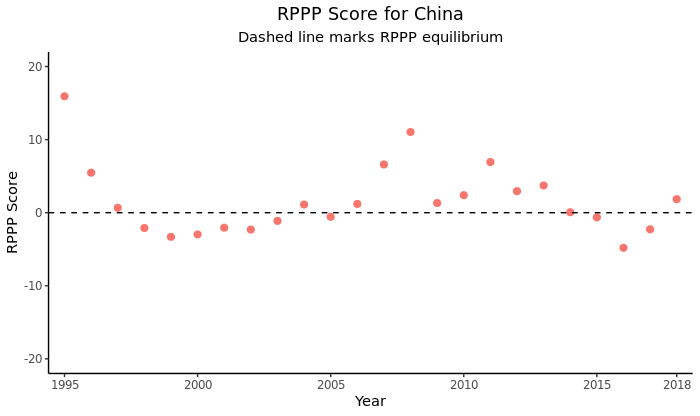 RPPP Score for China
Dashed line marks RPPP equilibrium
RPPP Score
20
10
0
-10
-20
1995 2000 2005 2010 2015 2018
Year